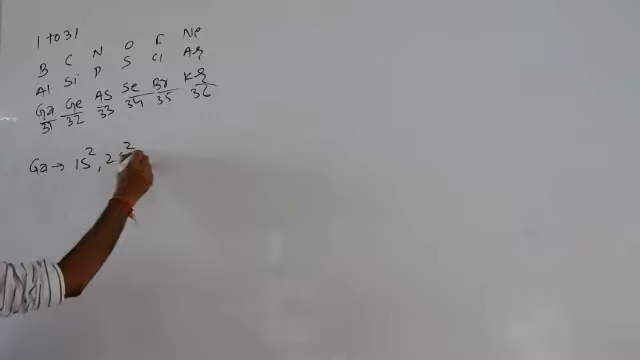 1 to 31
B C N O F Ne
Al Si P S Cl Ar
Ga Ge As Se Br Kr
31 32 33 34 35 36
Ga → 1S², 2S²